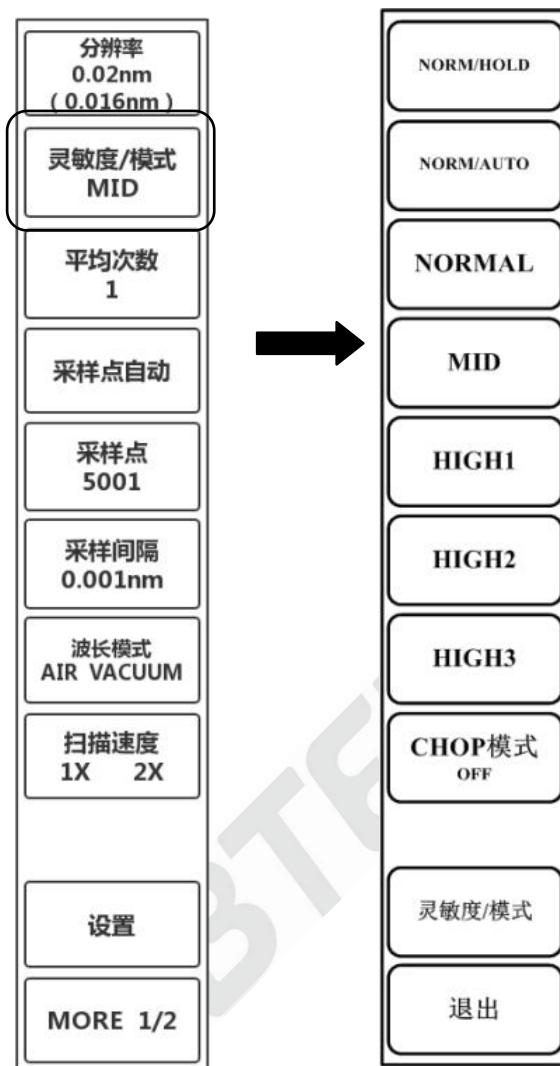 分辨率
0.02nm
(0.016nm)
灵敏度/模式
MID
平均次数
1
采样点自动
采样点
5001
采样间隔
0.001nm
波长模式
AIR VACUUM
扫描速度
1X 2X
设置
MORE 1/2
NORM/HOLD
NORM/AUTO
NORMAL
MID
HIGH1
HIGH2
HIGH3
CHOP模式
OFF
灵敏度/模式
退出